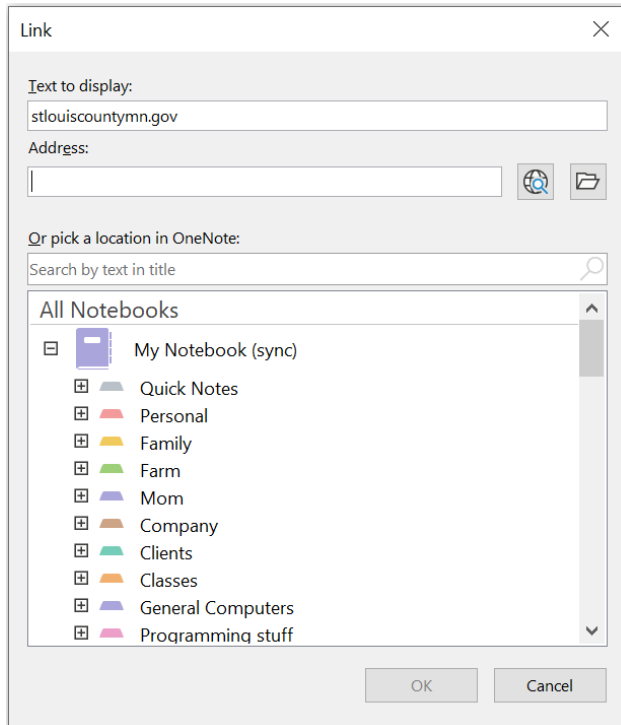 Link
Text to display:
stlouiscountymn.gov
Address:
Or pick a location in OneNote:
Search by text in title
All Notebooks
My Notebook (sync)
Quick Notes
Personal
Family
Farm
Mom
Company
Clients
Classes
General Computers
Programming stuff
OK Cancel